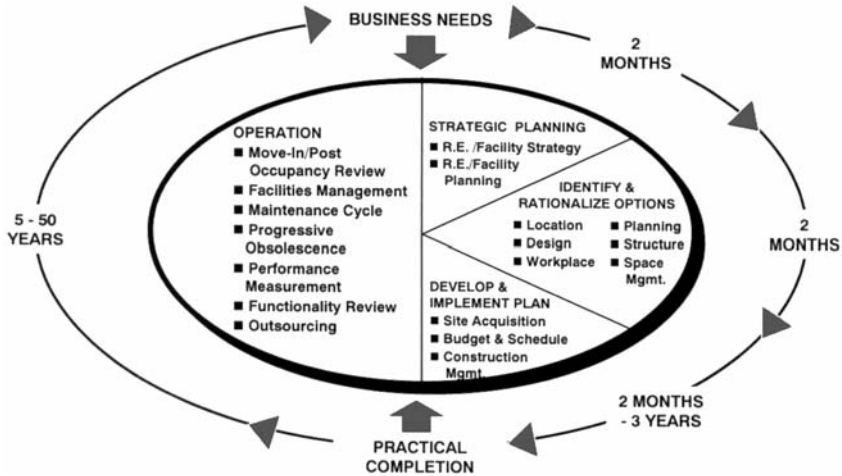 BUSINESS NEEDS
2
MONTHS
OPERATION
■ Move-In/Post
Occupancy Review
■ Facilities Management
■ Maintenance Cycle
■ Progressive
Obsolescence
■ Performance
Measurement
■ Functionality Review
■ Outsourcing
STRATEGIC PLANNING
■ R.E. /Facility Strategy
■ R.E./Facility
Planning
IDENTIFY &
RATIONALIZE OPTIONS
■ Location
■ Design
■ Workplace
■ Planning
■ Structure
■ Space
Mgmt.
2
MONTHS
DEVELOP &
IMPLEMENT PLAN
■ Site Acquisition
■ Budget & Schedule
■ Construction
Mgmt.
2 MONTHS
- 3 YEARS
PRACTICAL
COMPLETION
5 - 50
YEARS